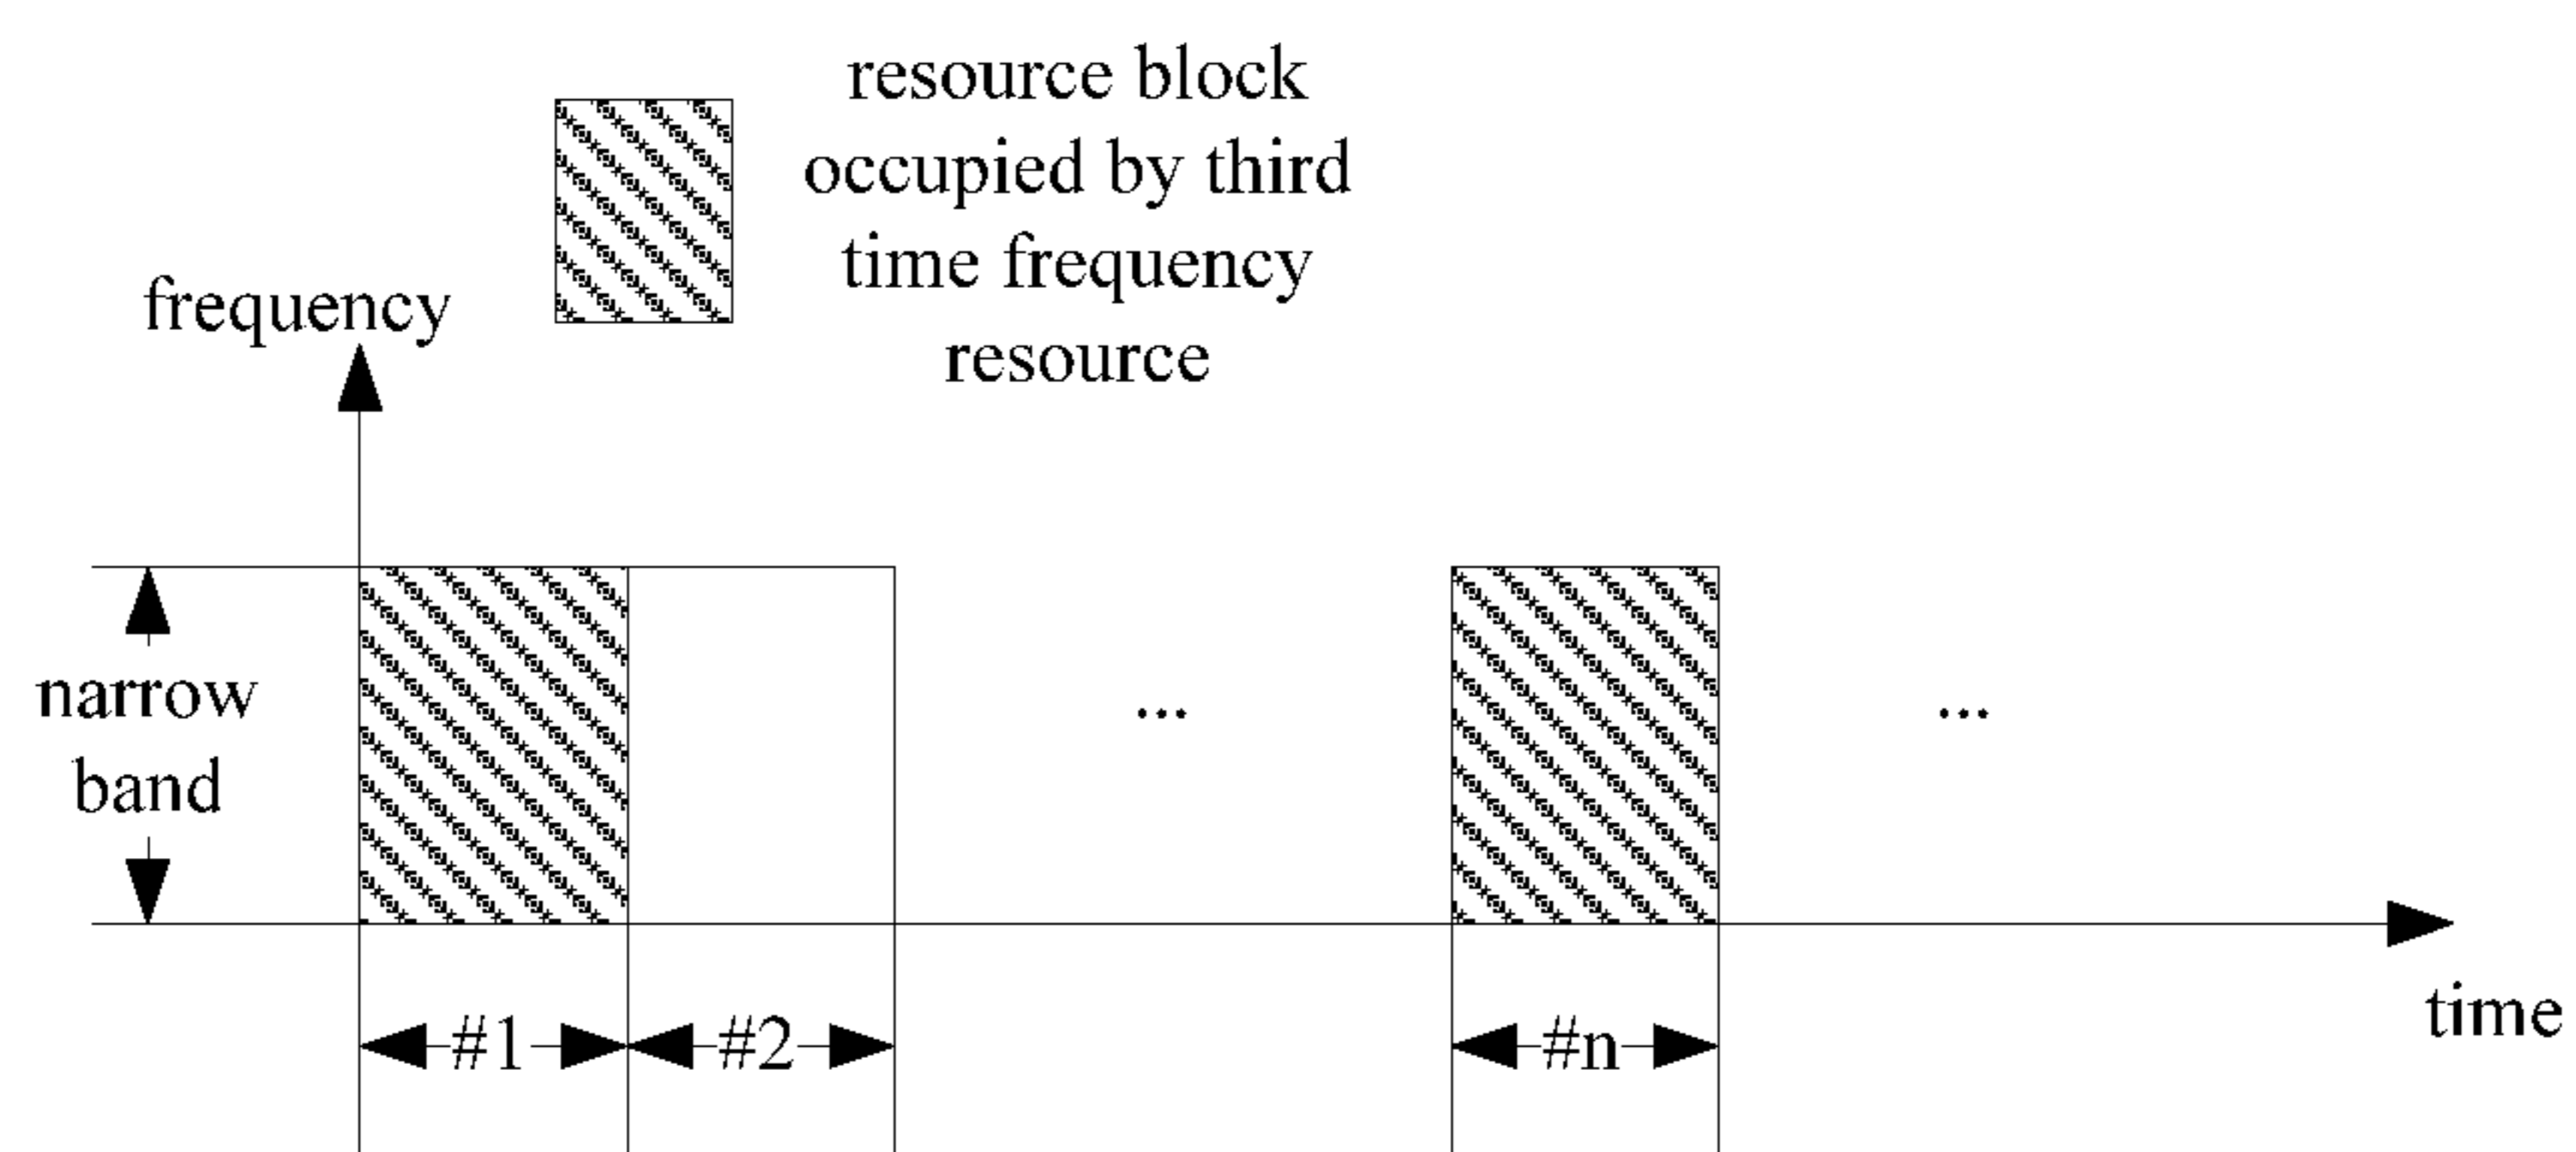 resource block
occupied by third
time frequency
resource
frequency
narrow
band
...
...
time
#1
#2
#n